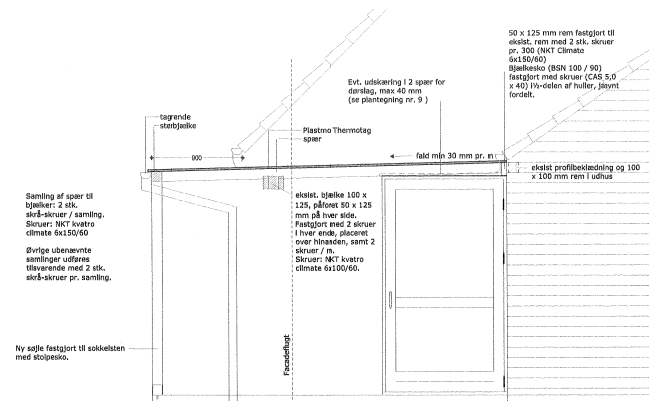 50 x 125 mm rem fastgjort til
eksist. rem med 2 stk. skruer
pr. 300 (NKT Climate
6x150/60)
Bjælkesko (BSN 100 / 90)
fastgjort med skruer (CAS 5,0
x 40) i ½-delen af huller, jævnt
fordelt.
Evt. udskæring i 2 spær for
dørslag, max 40 mm
(se plantegning nr. 9 )
tagrende
sternbjælke
Plastmo Thermotag
spær
900
fald min 30 mm pr. m
eksist profilbeklædning og 100
x 100 mm rem i udhus
Samling af spær til
bjælker: 2 stk.
skrå-skruer / samling.
Skruer: NKT kvatro
climate 6x150/60
Øvrige ubenævnte
samlinger udføres
tilsvarende med 2 stk.
skrå-skruer pr. samling.
eksist. bjælke 100 x
125, påforet 50 x 125
mm på hver side.
Fastgjort med 2 skruer
i hver ende, placeret
over hinanden, samt 2
skruer / m.
Skruer: NKT kvatro
climate 6x100/60.
Facadeflugt
Ny søjle fastgjort til sokkelsten
med stolpesko.